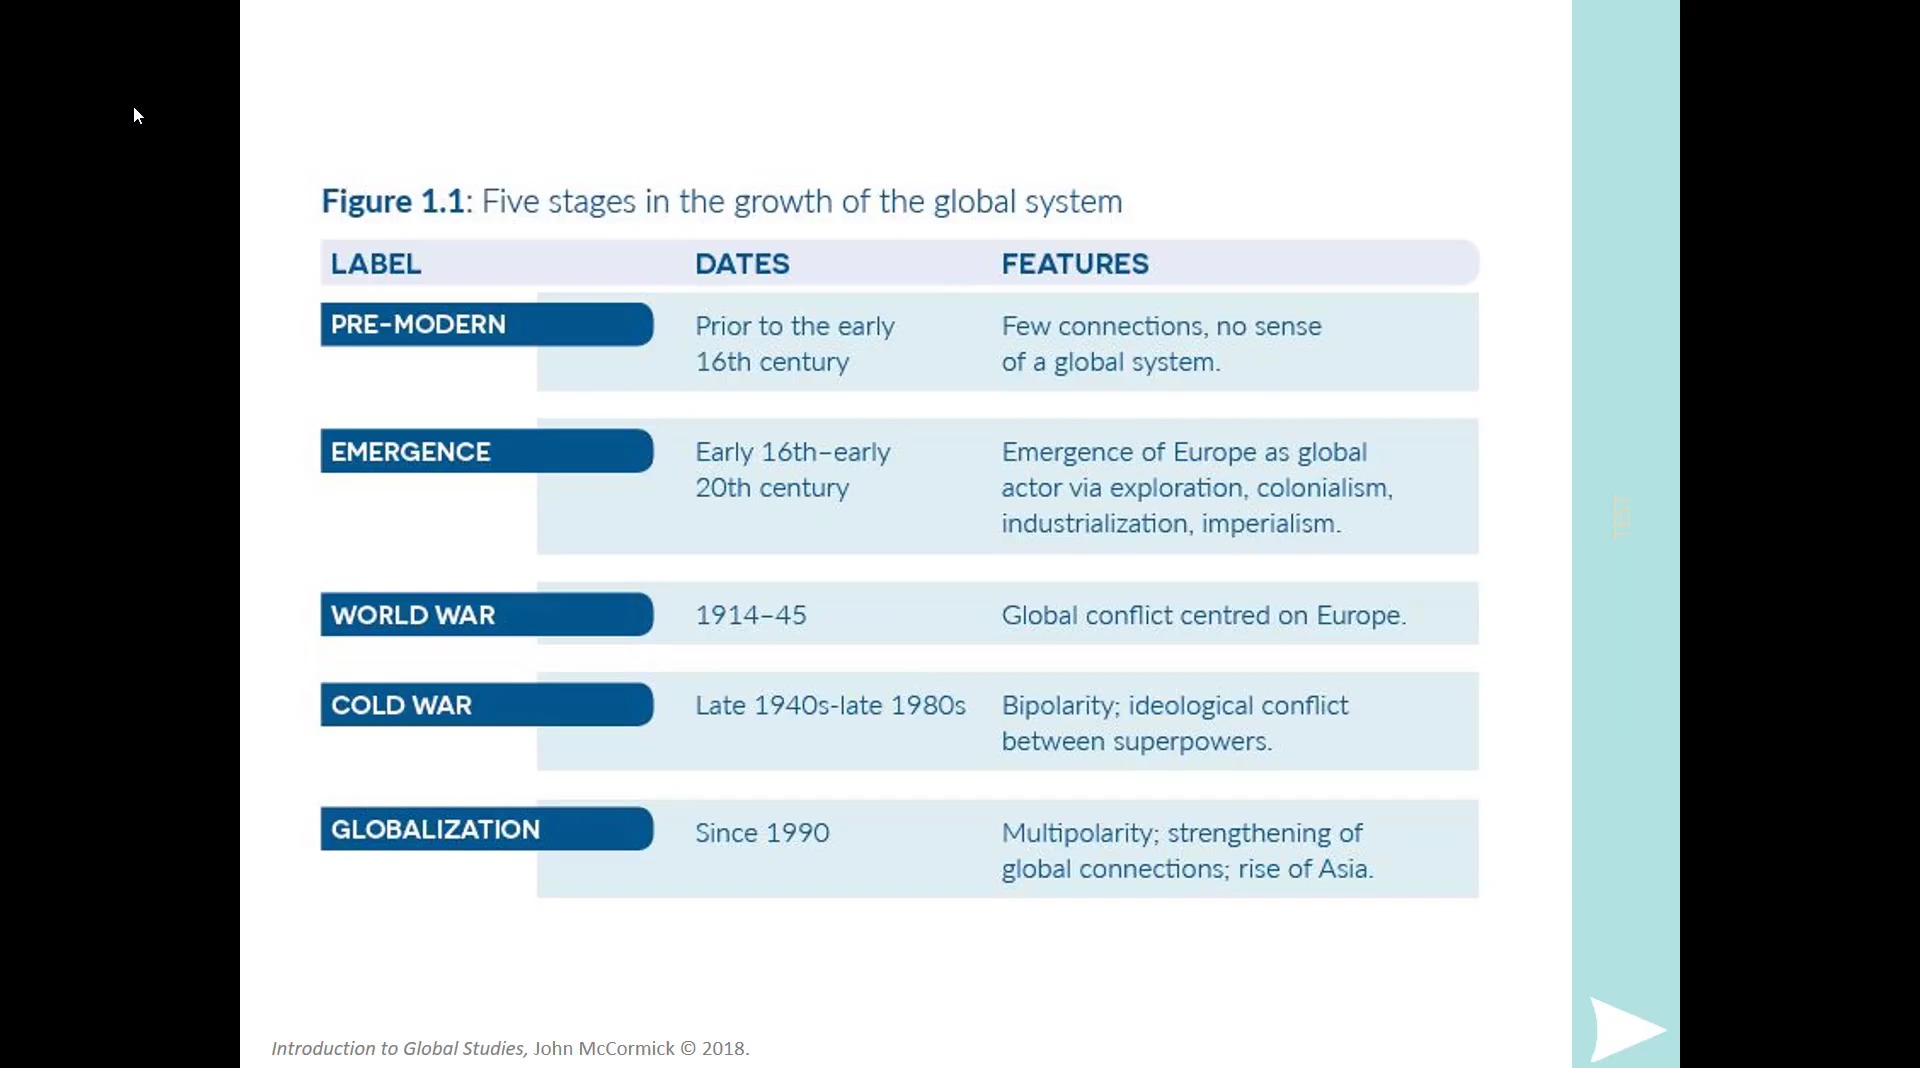 Figure 1.1: Five stages in the growth of the global system
LABEL DATES FEATURES
PRE-MODERN Prior to the early Few connections, no sense
16th century of a global system.
EMERGENCE Early 16th–early Emergence of Europe as global
20th century actor via exploration, colonialism,
industrialization, imperialism.
WORLD WAR 1914–45 Global conflict centred on Europe.
COLD WAR Late 1940s-late 1980s Bipolarity; ideological conflict
between superpowers.
GLOBALIZATION Since 1990 Multipolarity; strengthening of
global connections; rise of Asia.
Introduction to Global Studies, John McCormick © 2018.